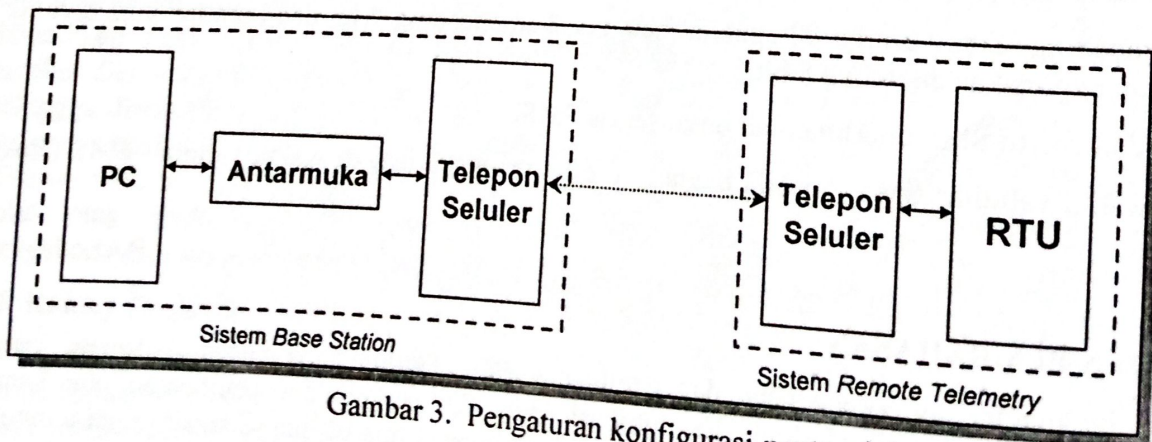 PC
Antarmuka
Telepon
Seluler
Telepon
Seluler
RTU
Sistem Base Station
Sistem Remote Telemetry
Gambar 3. Pengaturan konfigurasi